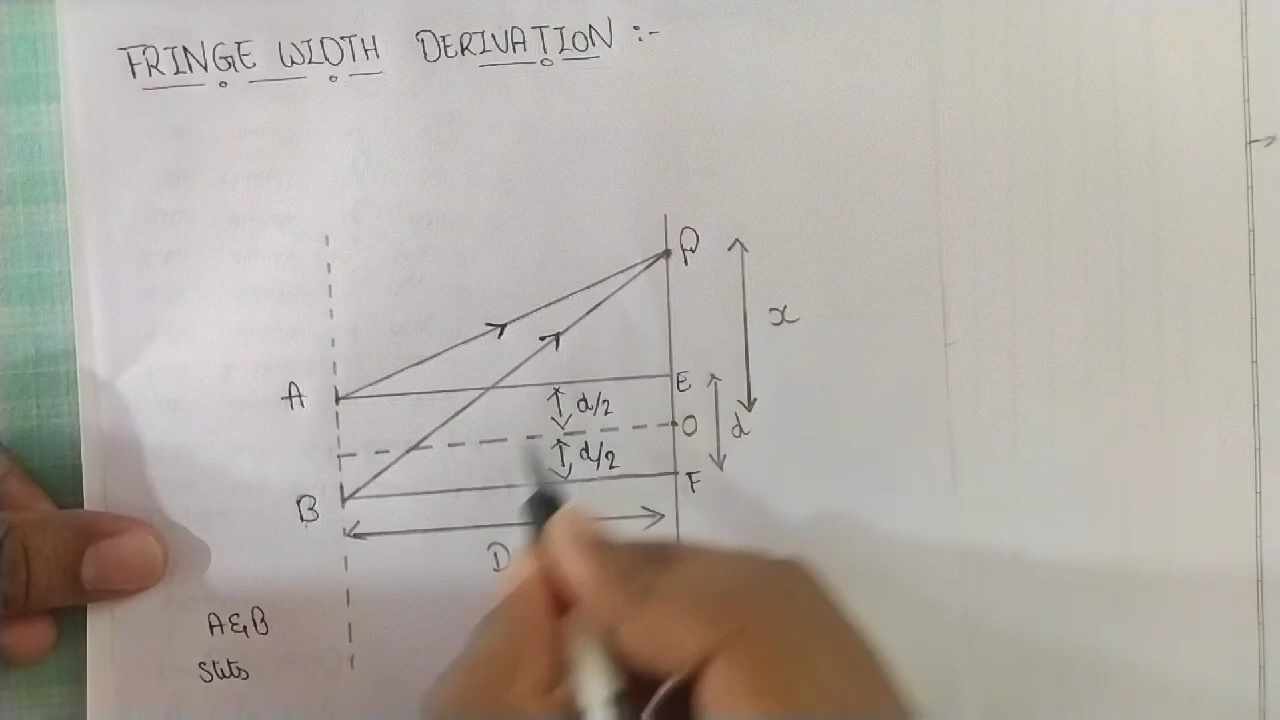 FRINGE WIDTH DERIVATION :-
P
x
A
E
d/2
O
d
d/2
F
B
D
A & B
Slits